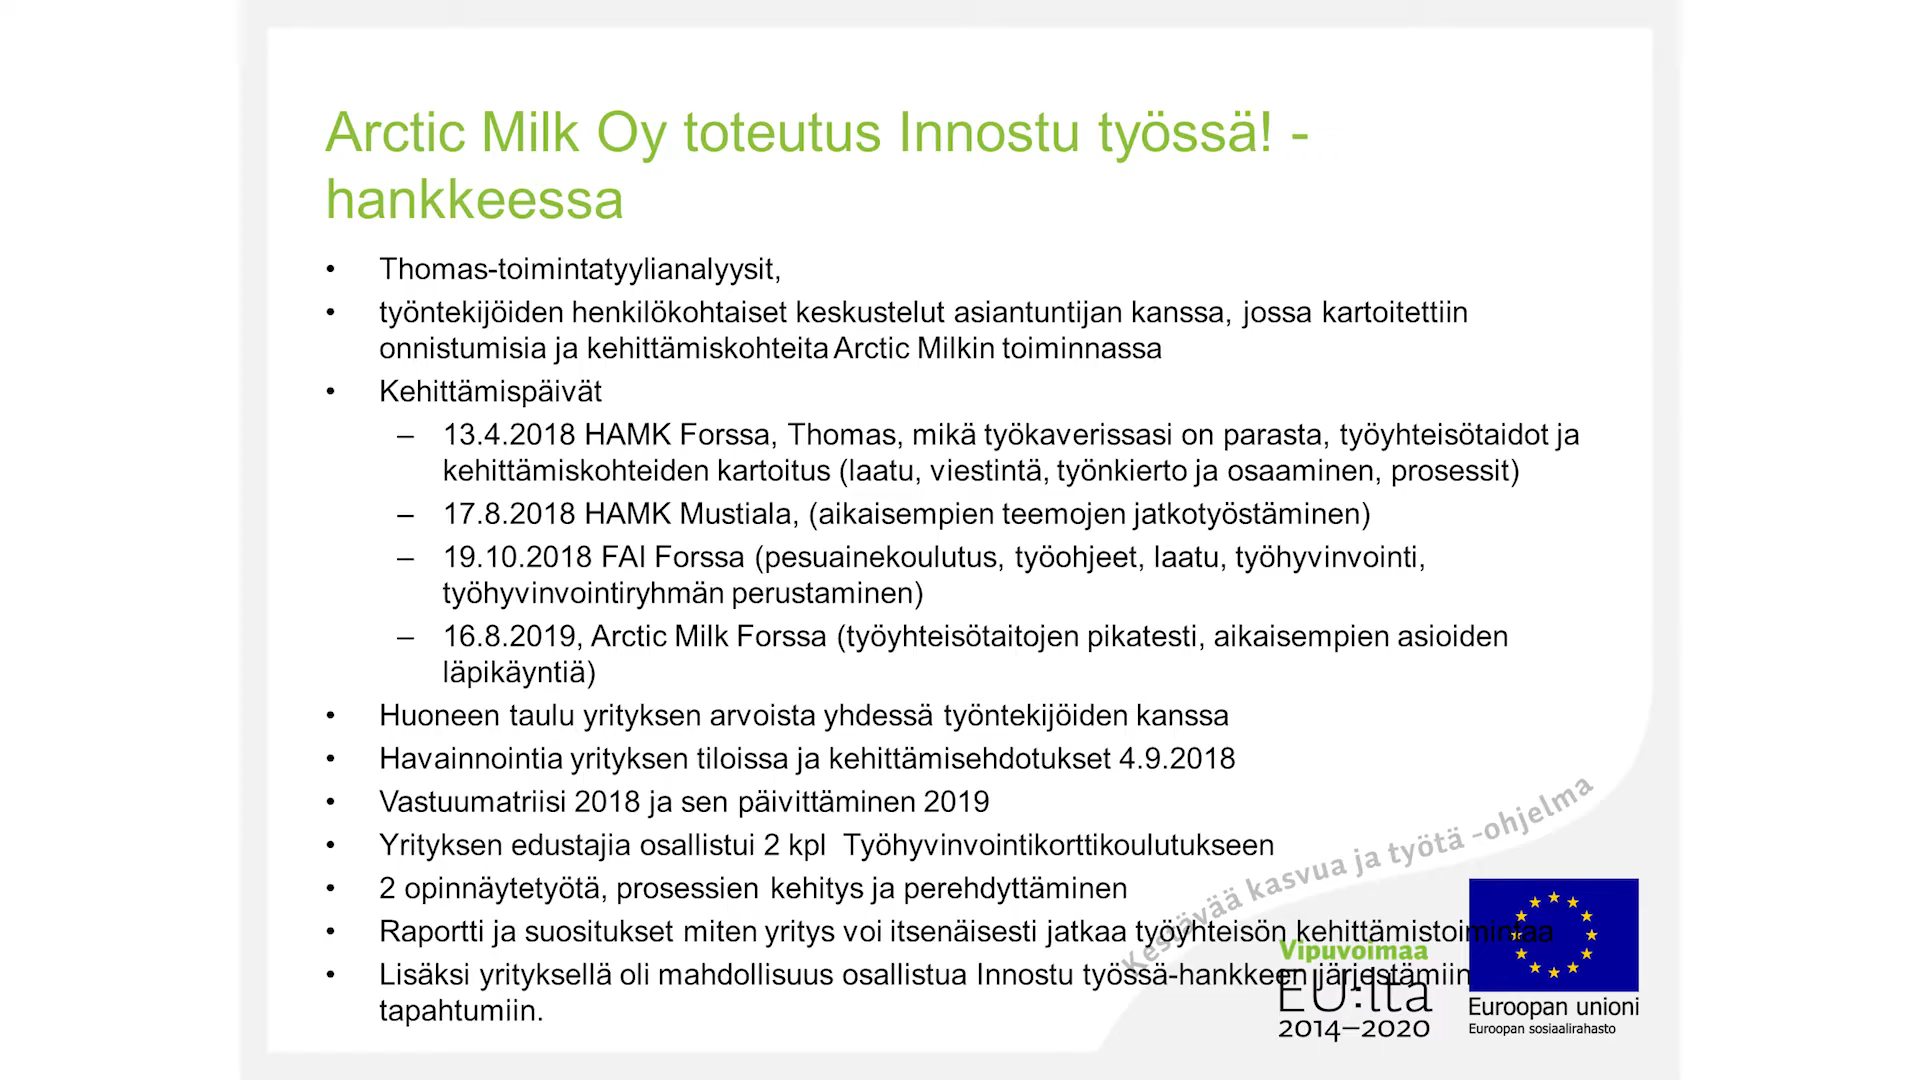 Arctic Milk Oy toteutus Innostu työssä! -
hankkeessa
• Thomas-toimintatyylianalyysit,
• työntekijöiden henkilökohtaiset keskustelut asiantuntijan kanssa, jossa kartoitettiin
onnistumisia ja kehittämiskohteita Arctic Milkin toiminnassa
• Kehittämispäivät
– 13.4.2018 HAMK Forssa, Thomas, mikä työkaverissasi on parasta, työyhteisötaidot ja
kehittämiskohteiden kartoitus (laatu, viestintä, työnkierto ja osaaminen, prosessit)
– 17.8.2018 HAMK Mustiala, (aikaisempien teemojen jatkotyöstäminen)
– 19.10.2018 FAI Forssa (pesuainekoulutus, työohjeet, laatu, työhyvinvointi,
työhyvinvointiryhmän perustaminen)
– 16.8.2019, Arctic Milk Forssa (työyhteisötaitojen pikatesti, aikaisempien asioiden
läpikäyntiä)
• Huoneen taulu yrityksen arvoista yhdessä työntekijöiden kanssa
• Havainnointia yrityksen tiloissa ja kehittämisehdotukset 4.9.2018
• Vastuumatriisi 2018 ja sen päivittäminen 2019
• Yrityksen edustajia osallistui 2 kpl Työhyvinvointikorttikoulutukseen
• 2 opinnäytetyötä, prosessien kehitys ja perehdyttäminen
• Raportti ja suositukset miten yritys voi itsenäisesti jatkaa työyhteisön kehittämistoimintaa
• Lisäksi yrityksellä oli mahdollisuus osallistua Innostu työssä-hankkeen järjestämiin
tapahtumiin.
Kestävää kasvua ja työtä -ohjelma
Vipuvoimaa
EU:lta
2014–2020
Euroopan unioni
Euroopan sosiaalirahasto